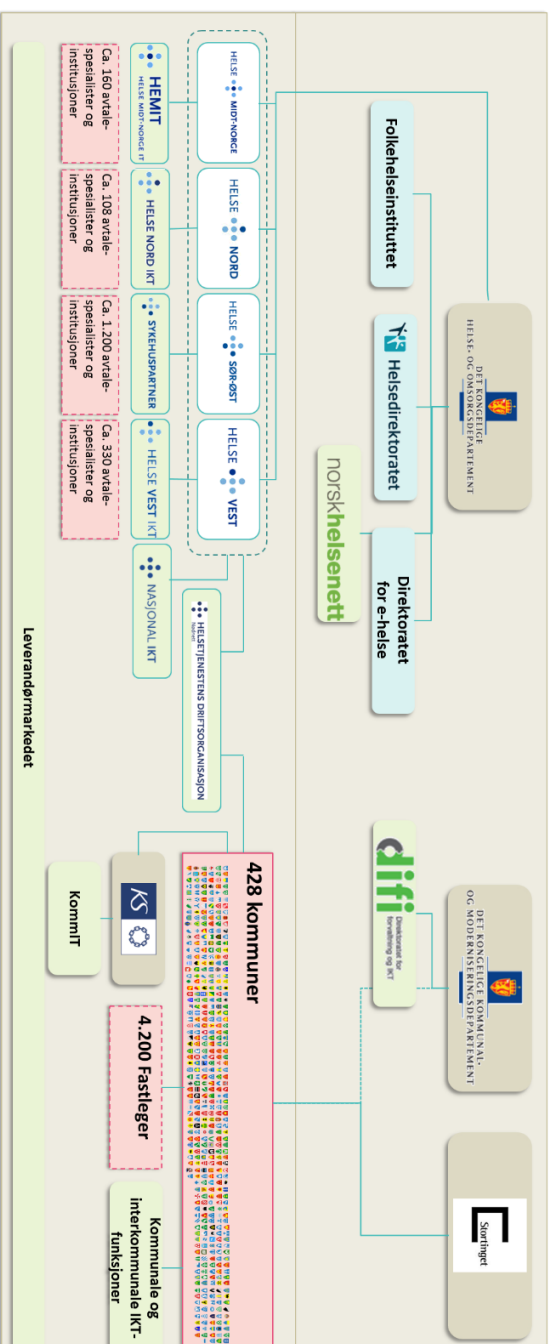 DET KONGELIGE
HELSE- OG OMSORGSDEPARTEMENT
DET KONGELIGE KOMMUNAL-
OG MODERNISERINGSDEPARTEMENT
Stortinget
Folkehelseinstituttet
Helsedirektoratet
Direktoratet
for e-helse
norskhelsenett
difi
Direktoratet for
forvaltning og IKT
HELSE MIDT-NORGE
HELSE NORD
HELSE SØR-ØST
HELSE VEST
HELSETJENESTENS DRIFTSORGANISASJON
Nødnett
428 kommuner
HEMIT
HELSE MIDT-NORGE IT
HELSE NORD IKT
SYKEHUSPARTNER
HELSE VEST IKT
NASJONAL IKT
KS
4.200 Fastleger
Kommunale og
interkommunale IKT-
funksjoner
Ca. 160 avtale-
spesialister og
institusjoner
Ca. 108 avtale-
spesialister og
institusjoner
Ca. 1.200 avtale-
spesialister og
institusjoner
Ca. 330 avtale-
spesialister og
institusjoner
KommIT
Leverandørmarkedet